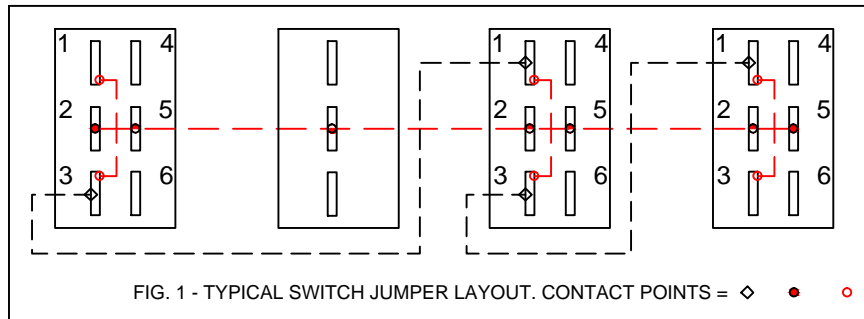 1 4 1 4 1 4
2 5 2 5 2 5
3 6 3 6 3 6
FIG. 1 - TYPICAL SWITCH JUMPER LAYOUT. CONTACT POINTS =